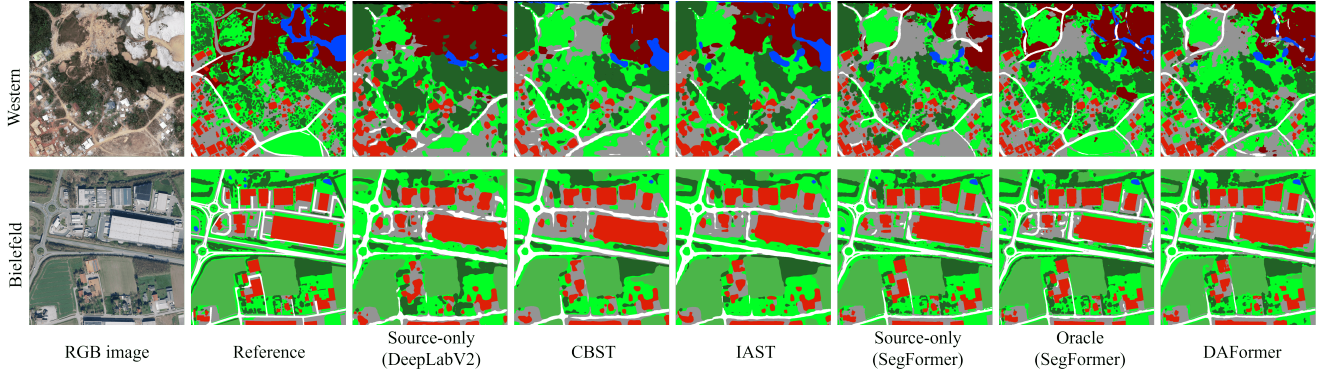 Western
Bielefeld
RGB image
Reference
Source-only
(DeepLabV2)
CBST
IAST
Source-only
(SegFormer)
Oracle
(SegFormer)
DAFormer